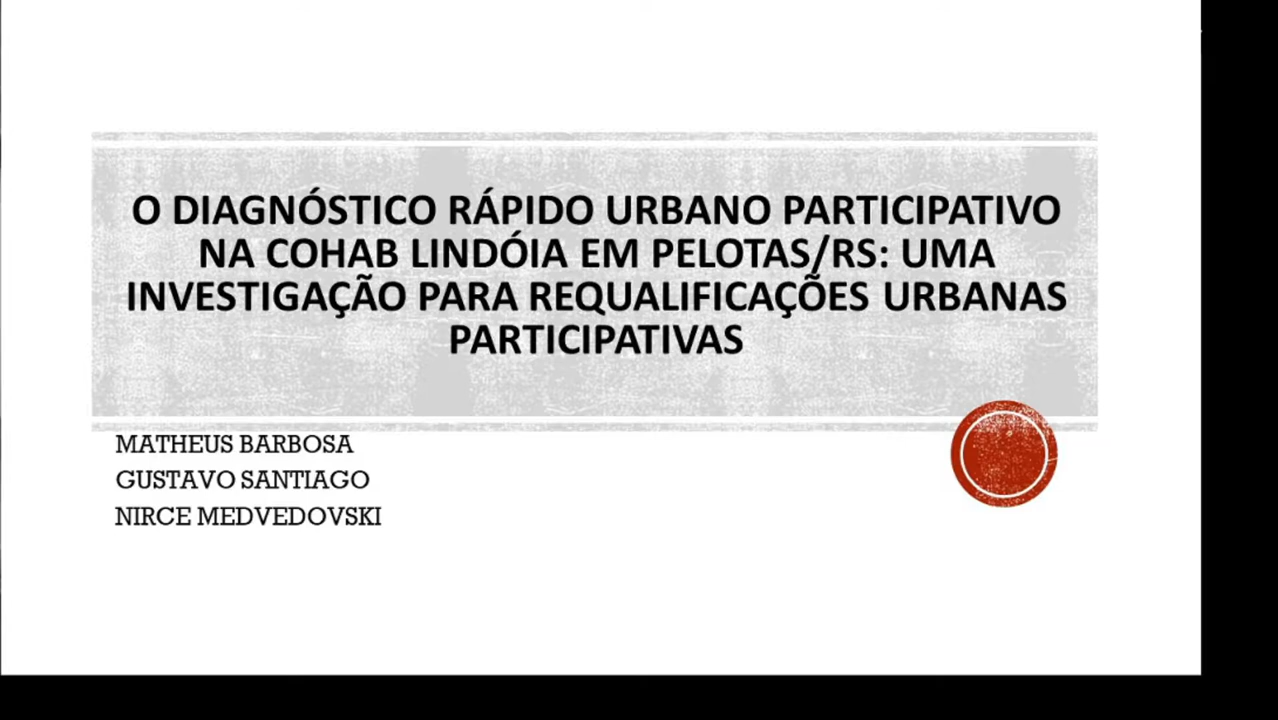 O DIAGNÓSTICO RÁPIDO URBANO PARTICIPATIVO
NA COHAB LINDÓIA EM PELOTAS/RS: UMA
INVESTIGAÇÃO PARA REQUALIFICAÇÕES URBANAS
PARTICIPATIVAS
MATHEUS BARBOSA
GUSTAVO SANTIAGO
NIRCE MEDVEDOVSKI